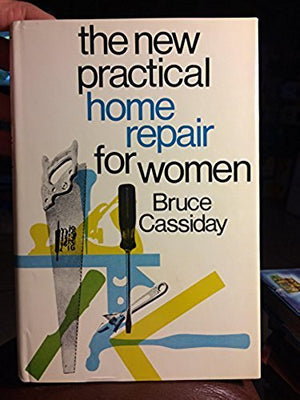 the new
practical
home
repair
for women
Bruce
Cassiday